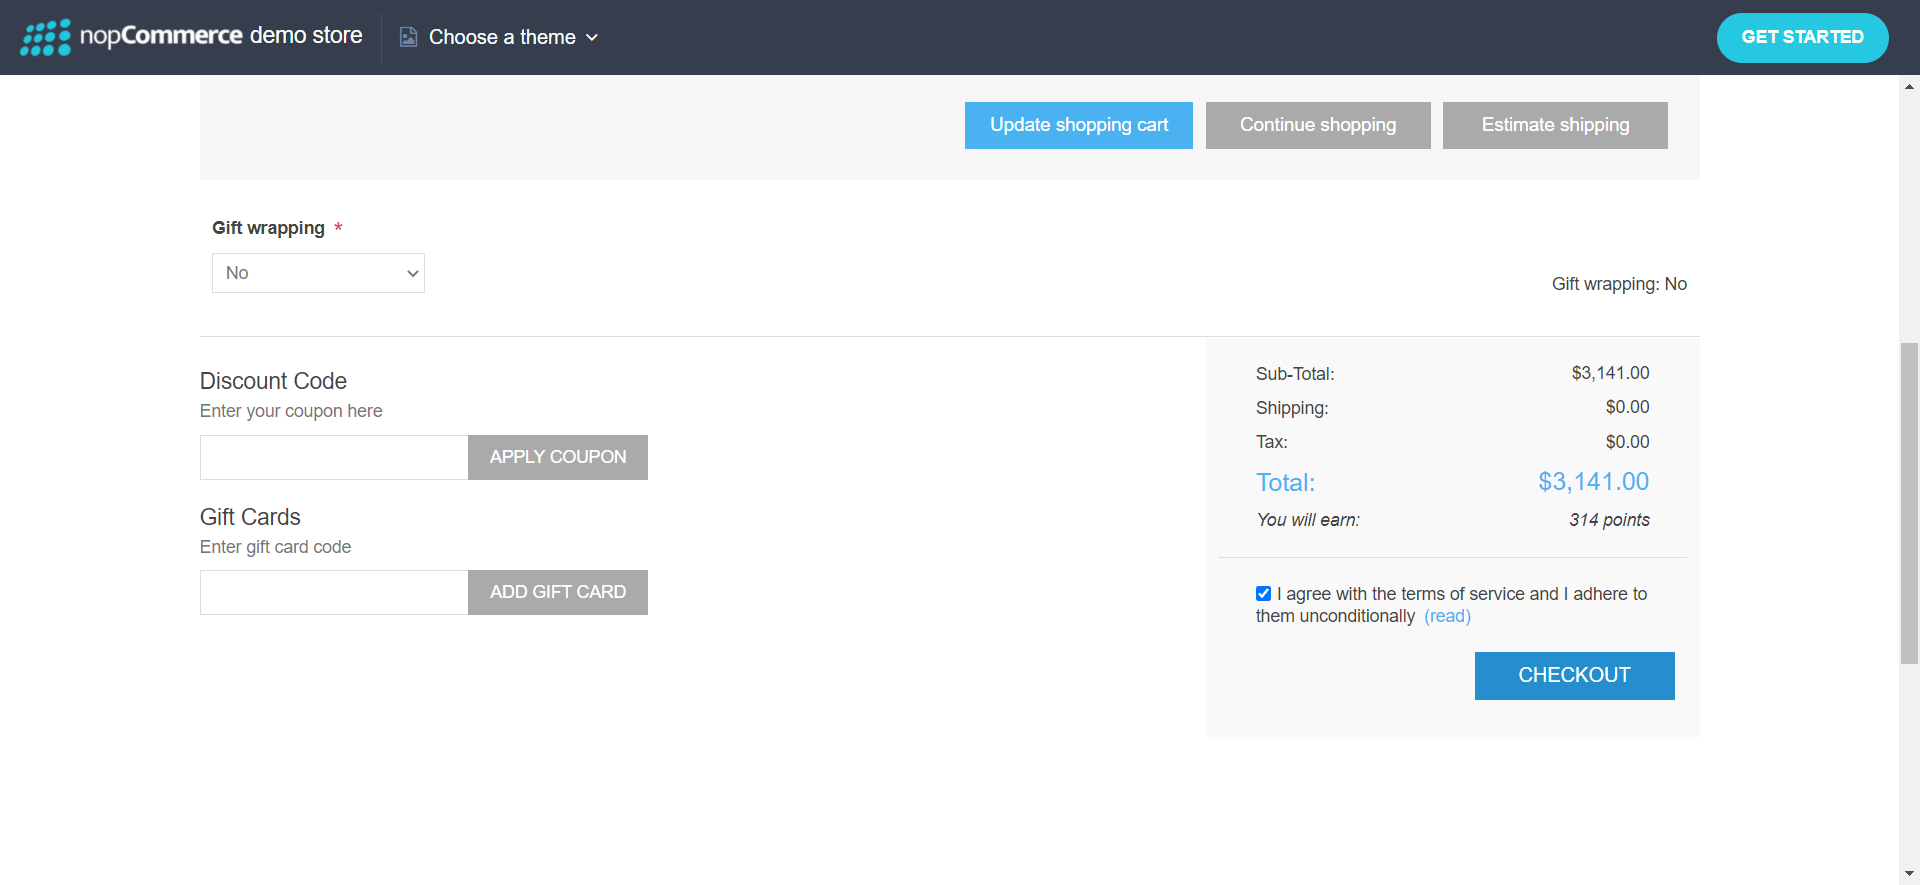 nopCommerce demo store
Choose a theme
GET STARTED
Update shopping cart
Continue shopping
Estimate shipping
Gift wrapping *
No
Gift wrapping: No
Discount Code
Enter your coupon here
APPLY COUPON
Gift Cards
Enter gift card code
ADD GIFT CARD
Sub-Total: $3,141.00
Shipping: $0.00
Tax: $0.00
Total: $3,141.00
You will earn: 314 points
I agree with the terms of service and I adhere to
them unconditionally (read)
CHECKOUT